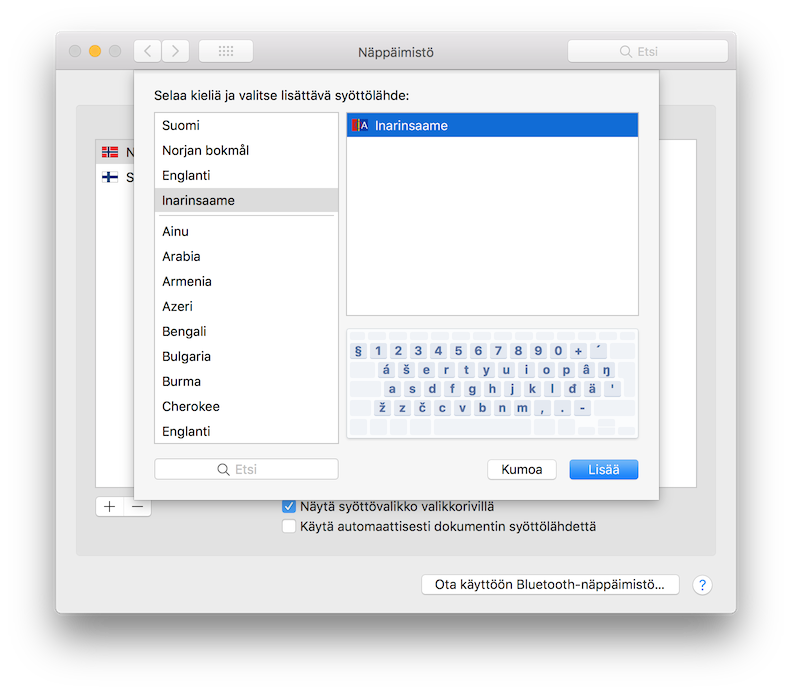 Näppäimistö
Etsi
Selaa kieliä ja valitse lisättävä syöttölähde:
Suomi
Norjan bokmål
Englanti
Inarinsaame
Ainu
Arabia
Armenia
Azeri
Bengali
Bulgaria
Burma
Cherokee
Englanti
Etsi
A Inarinsaame
§ 1 2 3 4 5 6 7 8 9 0 + ´
á š e r t y u i o p â ŋ
a s d f g h j k l đ ä '
ž z č c v b n m , . -
Kumoa
Lisää
N
S
+ −
Näytä syöttövalikko valikkorivillä
Käytä automaattisesti dokumentin syöttölähdettä
Ota käyttöön Bluetooth-näppäimistö...
?